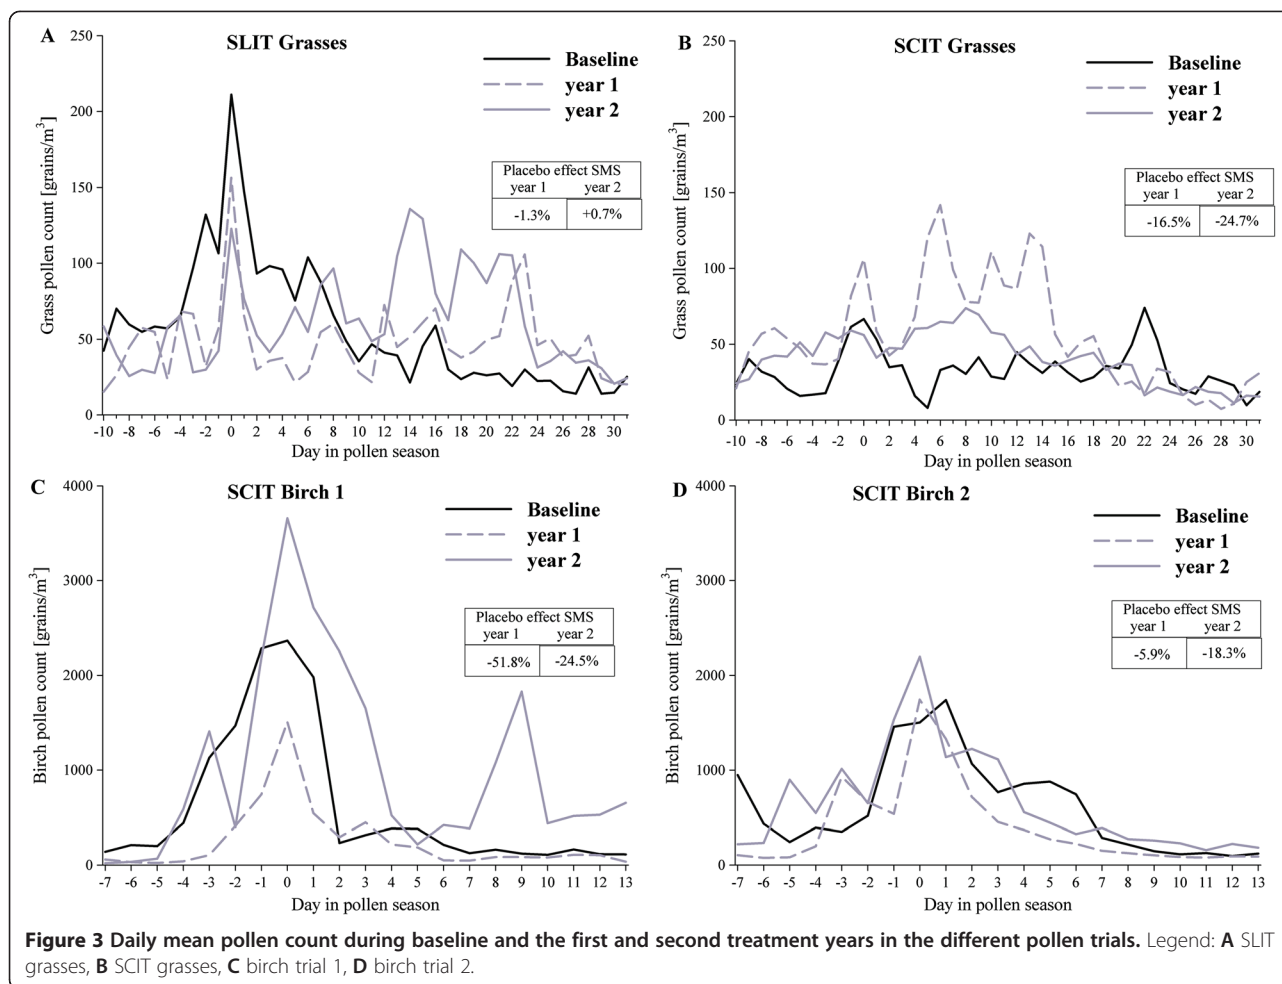 A
SLIT Grasses
Baseline
year 1
year 2
Placebo effect SMS
year 1 year 2
-1.3% +0.7%
Grass pollen count [grains/m³]
250
200
150
100
50
0
-10 -8 -6 -4 -2 0 2 4 6 8 10 12 14 16 18 20 22 24 26 28 30
Day in pollen season
B
SCIT Grasses
Baseline
year 1
year 2
Placebo effect SMS
year 1 year 2
-16.5% -24.7%
Grass pollen count [grains/m³]
250
200
150
100
50
0
-10 -8 -6 -4 -2 0 2 4 6 8 10 12 14 16 18 20 22 24 26 28 30
Day in pollen season
C
SCIT Birch 1
Baseline
year 1
year 2
Placebo effect SMS
year 1 year 2
-51.8% -24.5%
Birch pollen count [grains/m³]
4000
3000
2000
1000
0
-7 -6 -5 -4 -3 -2 -1 0 1 2 3 4 5 6 7 8 9 10 11 12 13
Day in pollen season
D
SCIT Birch 2
Baseline
year 1
year 2
Placebo effect SMS
year 1 year 2
-5.9% -18.3%
Birch pollen count [grains/m³]
4000
3000
2000
1000
0
-7 -6 -5 -4 -3 -2 -1 0 1 2 3 4 5 6 7 8 9 10 11 12 13
Day in pollen season
Figure 3 Daily mean pollen count during baseline and the first and second treatment years in the different pollen trials. Legend: A SLIT
grasses, B SCIT grasses, C birch trial 1, D birch trial 2.